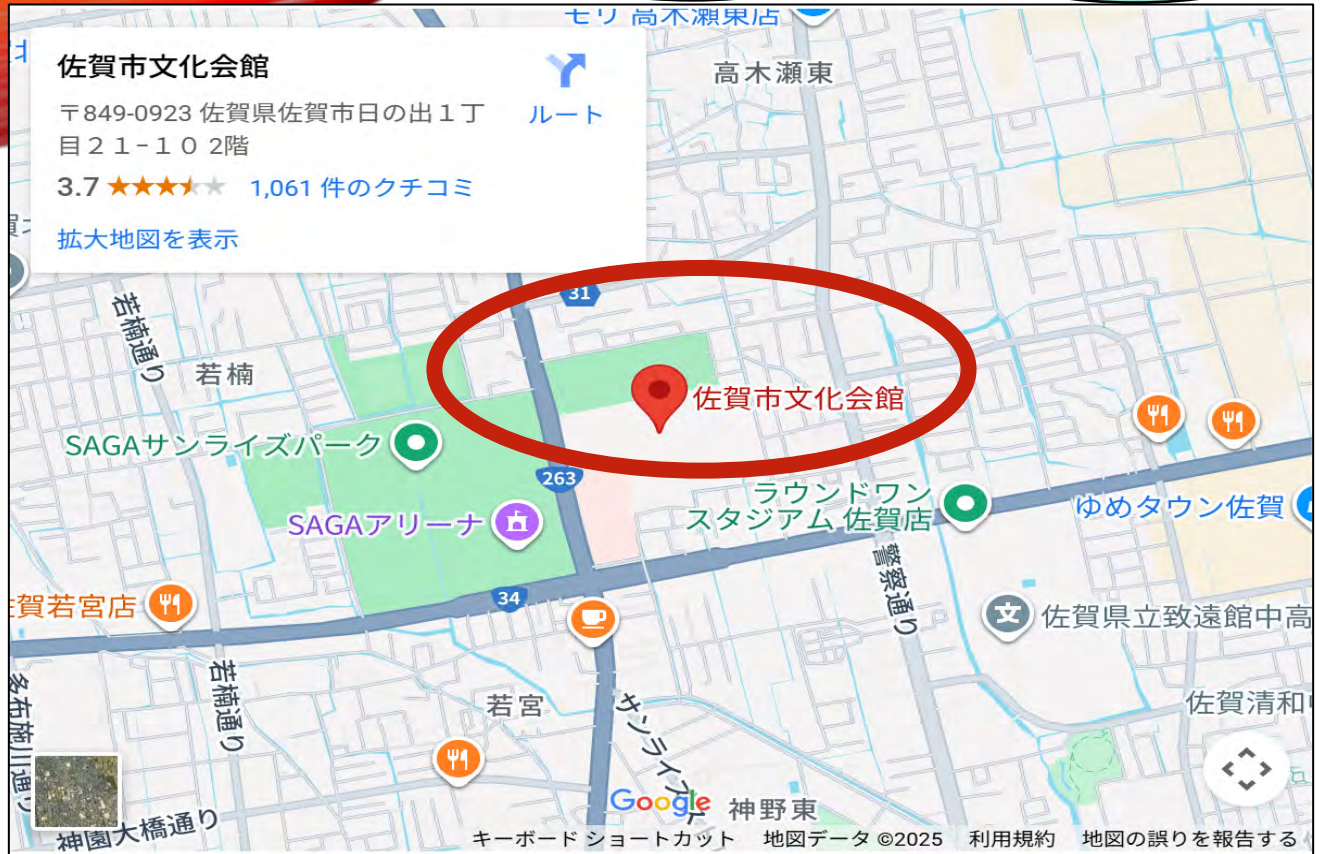 モリ 高木瀬東店
佐賀市文化会館
ルート
〒849-0923 佐賀県佐賀市日の出１丁
目２１−１０ 2階
3.7
1,061 件のクチコミ
拡大地図を表示
高木瀬東
31
若楠通り
若楠
佐賀市文化会館
SAGAサンライズパーク
263
SAGAアリーナ
ラウンドワン
スタジアム 佐賀店
ゆめタウン佐賀
警察通り
34
賀若宮店
文
佐賀県立致遠館中高
若楠通り
若宮
サンライズ
佐賀清和
多布施川通り
神園大橋通り
Google
神野東
キーボード ショートカット
地図データ ©2025
利用規約
地図の誤りを報告する